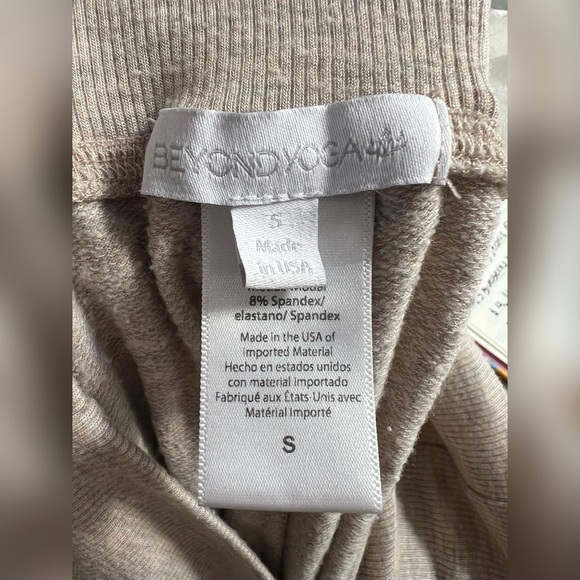 BEYOND YOGA
S
Made
in USA
8% Spandex/
elastano/ Spandex
Made in the USA of
Imported Material
Hecho en estados unidos
con material importado
Fabriqué aux États-Unis avec
Matérial Importé
S